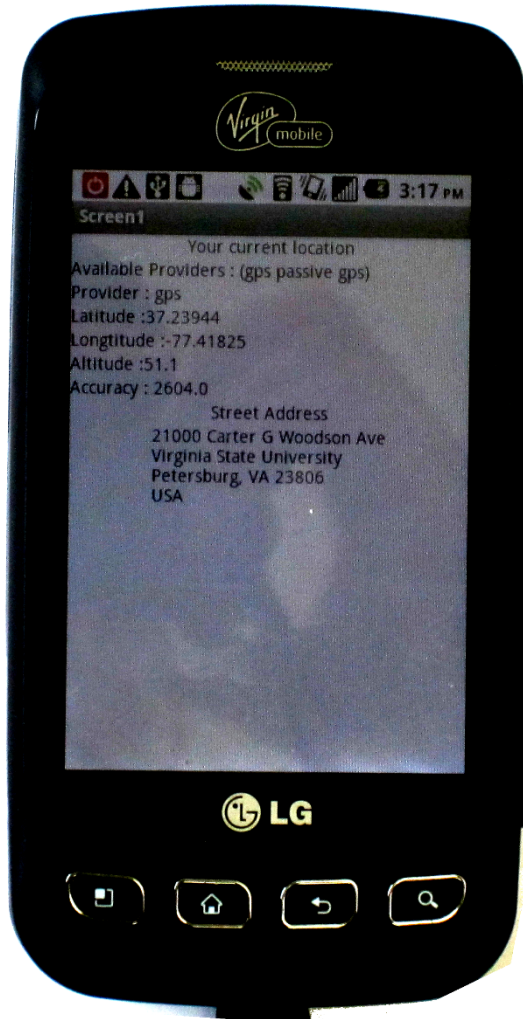 Virgin
mobile
3:17 PM
Screen1
Your current location
Available Providers : (gps passive gps)
Provider : gps
Latitude :37.23944
Longtitude :-77.41825
Altitude :51.1
Accuracy : 2604.0
Street Address
21000 Carter G Woodson Ave
Virginia State University
Petersburg, VA 23806
USA
LG